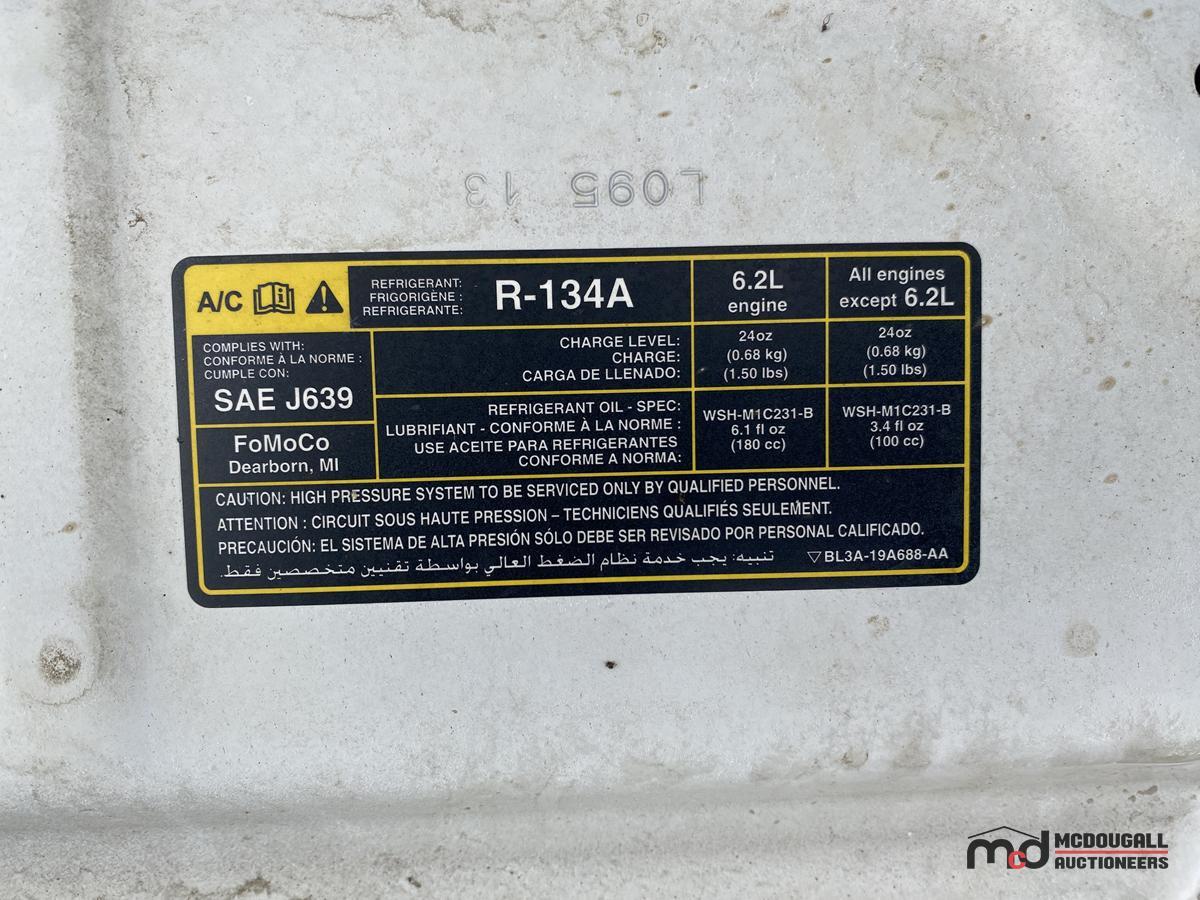 L095 13
A/C
REFRIGERANT:
FRIGORIGÈNE :
REFRIGERANTE:
R-134A
6.2L
engine
All engines
except 6.2L
COMPLIES WITH:
CONFORME À LA NORME :
CUMPLE CON:
SAE J639
CHARGE LEVEL:
CHARGE:
CARGA DE LLENADO:
24oz
(0.68 kg)
(1.50 lbs)
24oz
(0.68 kg)
(1.50 lbs)
FoMoCo
Dearborn, MI
REFRIGERANT OIL - SPEC:
LUBRIFIANT - CONFORME À LA NORME :
USE ACEITE PARA REFRIGERANTES
CONFORME A NORMA:
WSH-M1C231-B
6.1 fl oz
(180 cc)
WSH-M1C231-B
3.4 fl oz
(100 cc)
CAUTION: HIGH PRESSURE SYSTEM TO BE SERVICED ONLY BY QUALIFIED PERSONNEL.
ATTENTION : CIRCUIT SOUS HAUTE PRESSION – TECHNICIENS QUALIFIÉS SEULEMENT.
PRECAUCIÓN: EL SISTEMA DE ALTA PRESIÓN SÓLO DEBE SER REVISADO POR PERSONAL CALIFICADO.
تنبيه: يجب خدمة نظام الضغط العالي بواسطة تقنيين متخصصين فقط.
BL3A-19A688-AA
mcd MCDOUGALL
AUCTIONEERS